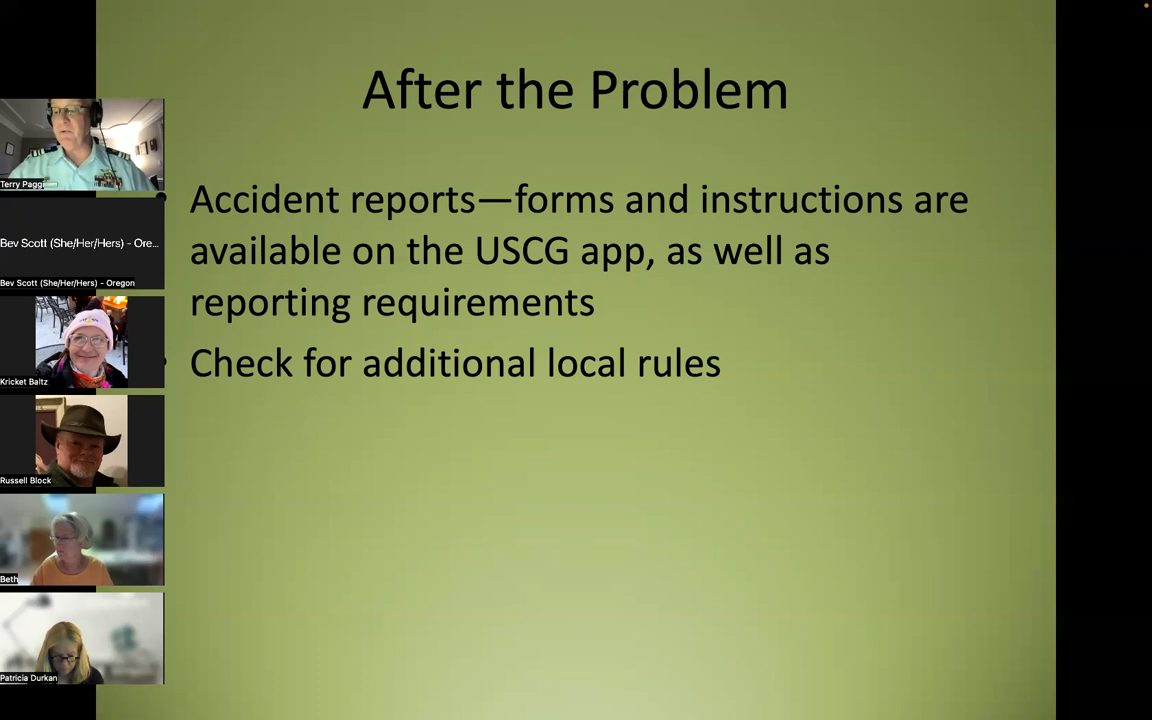 After the Problem
Accident reports—forms and instructions are
available on the USCG app, as well as
reporting requirements
Check for additional local rules
Terry Paggi
Bev Scott (She/Her/Hers) - Ore...
Bev Scott (She/Her/Hers) - Oregon
Kricket Baltz
Russell Block
Beth
Patricia Durkan